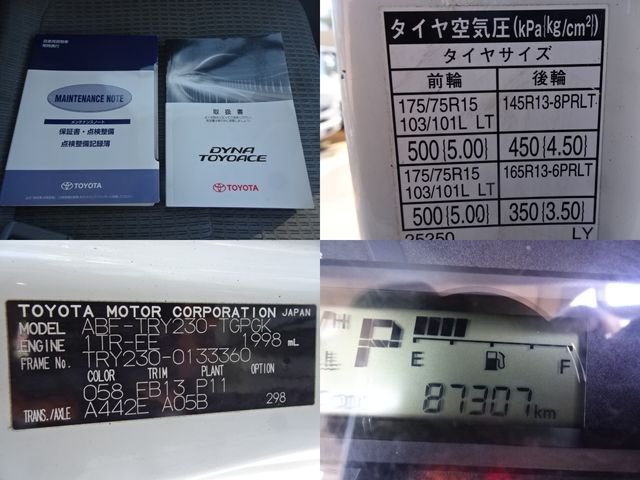 MAINTENANCE NOTE
メンテナンスノート
保証書・点検整備
点検整備記録簿
TOYOTA
取扱書
DYNA
TOYOACE
TOYOTA
タイヤ空気圧(kPa{kg/cm²}
タイヤサイズ
前輪 後輪
175/75R15 103/101L LT 145R13-8PRLT
500{5.00} 450{4.50}
175/75R15 103/101L LT 165R13-6PRLT
500{5.00} 350{3.50}
25250 LY
TOYOTA MOTOR CORPORATION JAPAN
MODEL ABF-TRY230-TGPGK
ENGINE 1TR-FE 1998 mL
FRAME No. TRY230-0133360
COLOR TRIM PLANT OPTION
058 EB13 P11
TRANS./AXLE A442E A05B 298
P
E F
87307 km